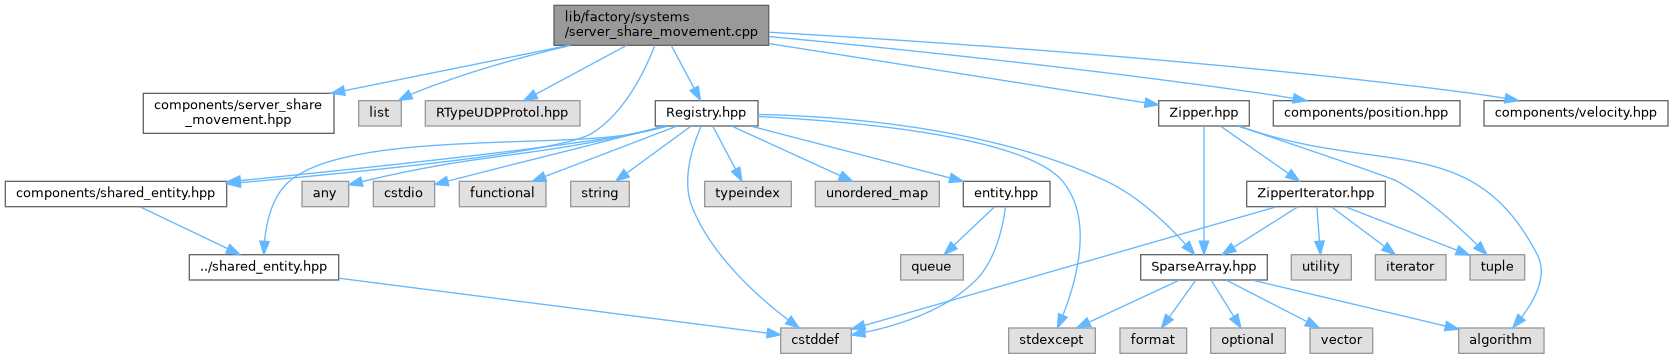 lib/factory/systems
/server_share_movement.cpp
components/server_share
_movement.hpp
list
RTypeUDPProtol.hpp
Registry.hpp
Zipper.hpp
components/position.hpp
components/velocity.hpp
components/shared_entity.hpp
any
cstdio
functional
string
typeindex
unordered_map
entity.hpp
ZipperIterator.hpp
../shared_entity.hpp
queue
SparseArray.hpp
utility
iterator
tuple
cstddef
stdexcept
format
optional
vector
algorithm